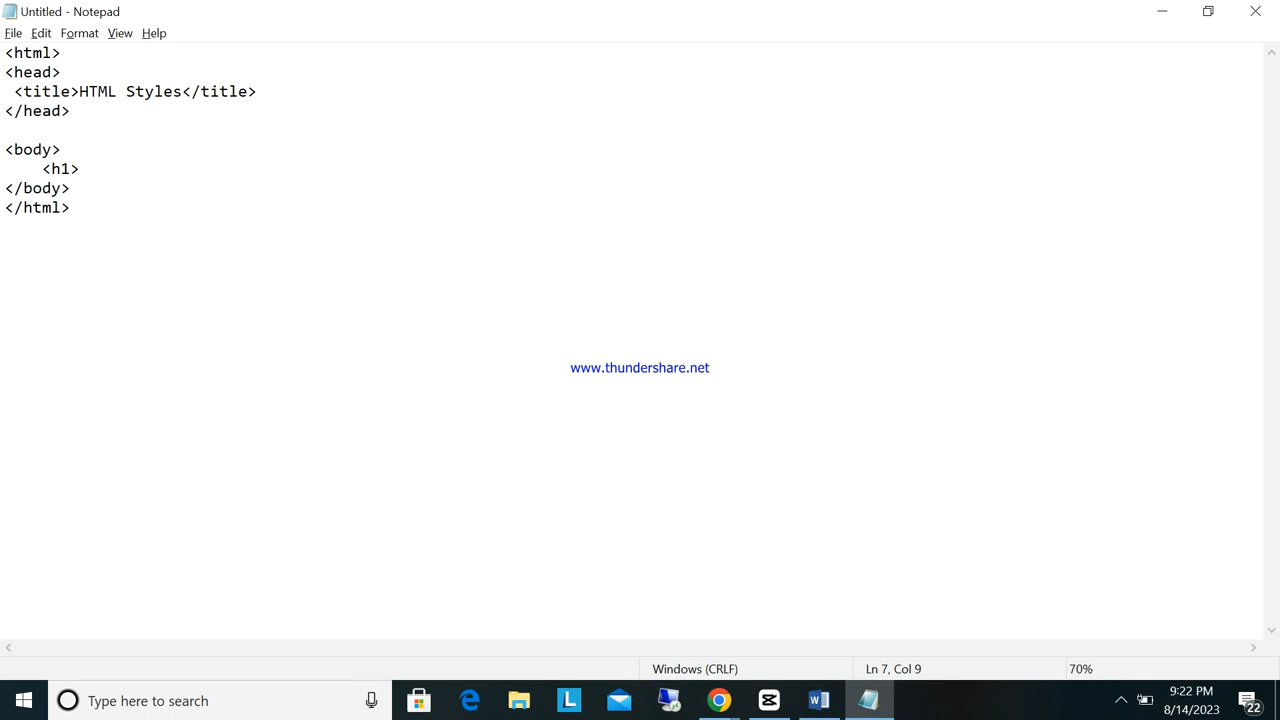 Untitled - Notepad
File Edit Format View Help
<html>
<head>
 <title>HTML Styles</title>
</head>

<body>
    <h1>
</body>
</html>
www.thundershare.net
Windows (CRLF) Ln 7, Col 9 70%
Type here to search
L
W
9:22 PM
8/14/2023
22